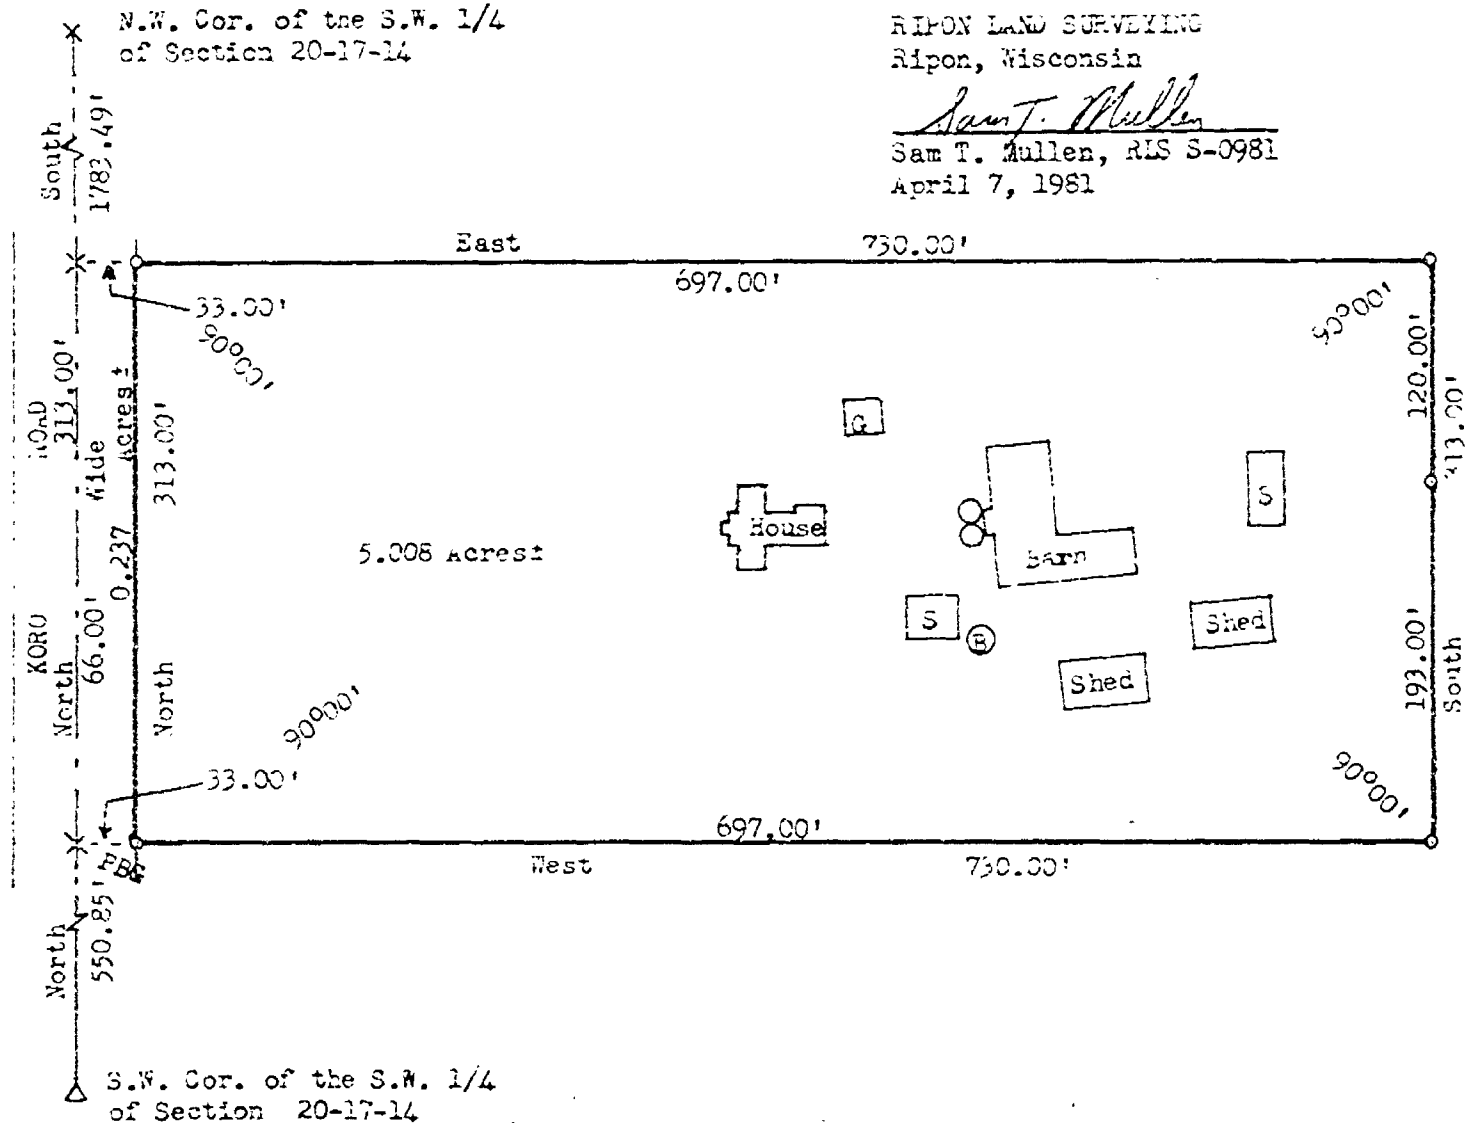 N.W. Cor. of the S.W. 1/4
of Section 20-17-14
RIPON LAND SURVEYING
Ripon, Wisconsin
Sam T. Mullen
Sam T. Mullen, RLS S-0981
April 7, 1981
South
1783.49'
East
730.00'
697.00'
33.00'
90°00'
90°00'
KORO ROAD
North
313.00'
66.00' Wide
0.237 Acres±
North
313.00'
5.008 Acres±
G
House
Barn
S
S
B
Shed
Shed
120.00'
313.00'
193.00'
South
90°00'
33.00'
90°00'
697.00'
PBG
West
730.00'
North
550.85'
S.W. Cor. of the S.W. 1/4
of Section 20-17-14